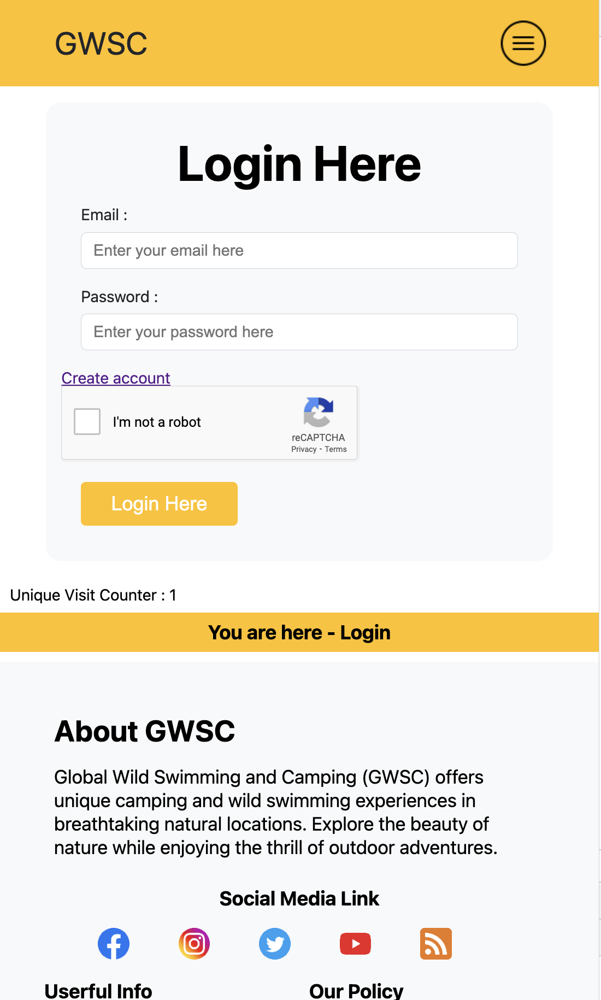 GWSC
Login Here
Email :
Enter your email here
Password :
Enter your password here
Create account
I'm not a robot
reCAPTCHA
Privacy - Terms
Login Here
Unique Visit Counter : 1
You are here - Login
About GWSC
Global Wild Swimming and Camping (GWSC) offers
unique camping and wild swimming experiences in
breathtaking natural locations. Explore the beauty of
nature while enjoying the thrill of outdoor adventures.
Social Media Link
Userful Info
Our Policy